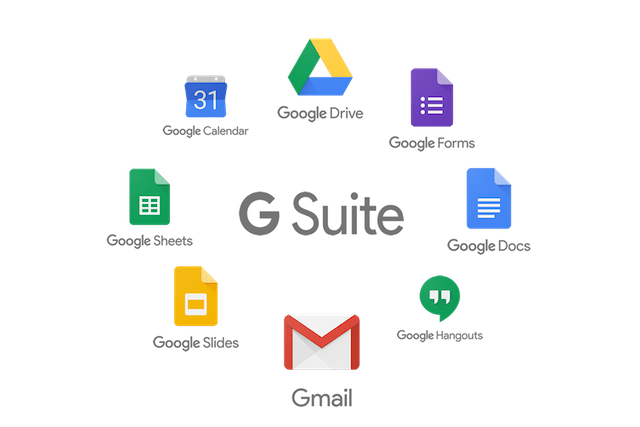 Google Drive
31
Google Calendar
Google Forms
Google Sheets
G Suite
Google Docs
Google Slides
Google Hangouts
Gmail